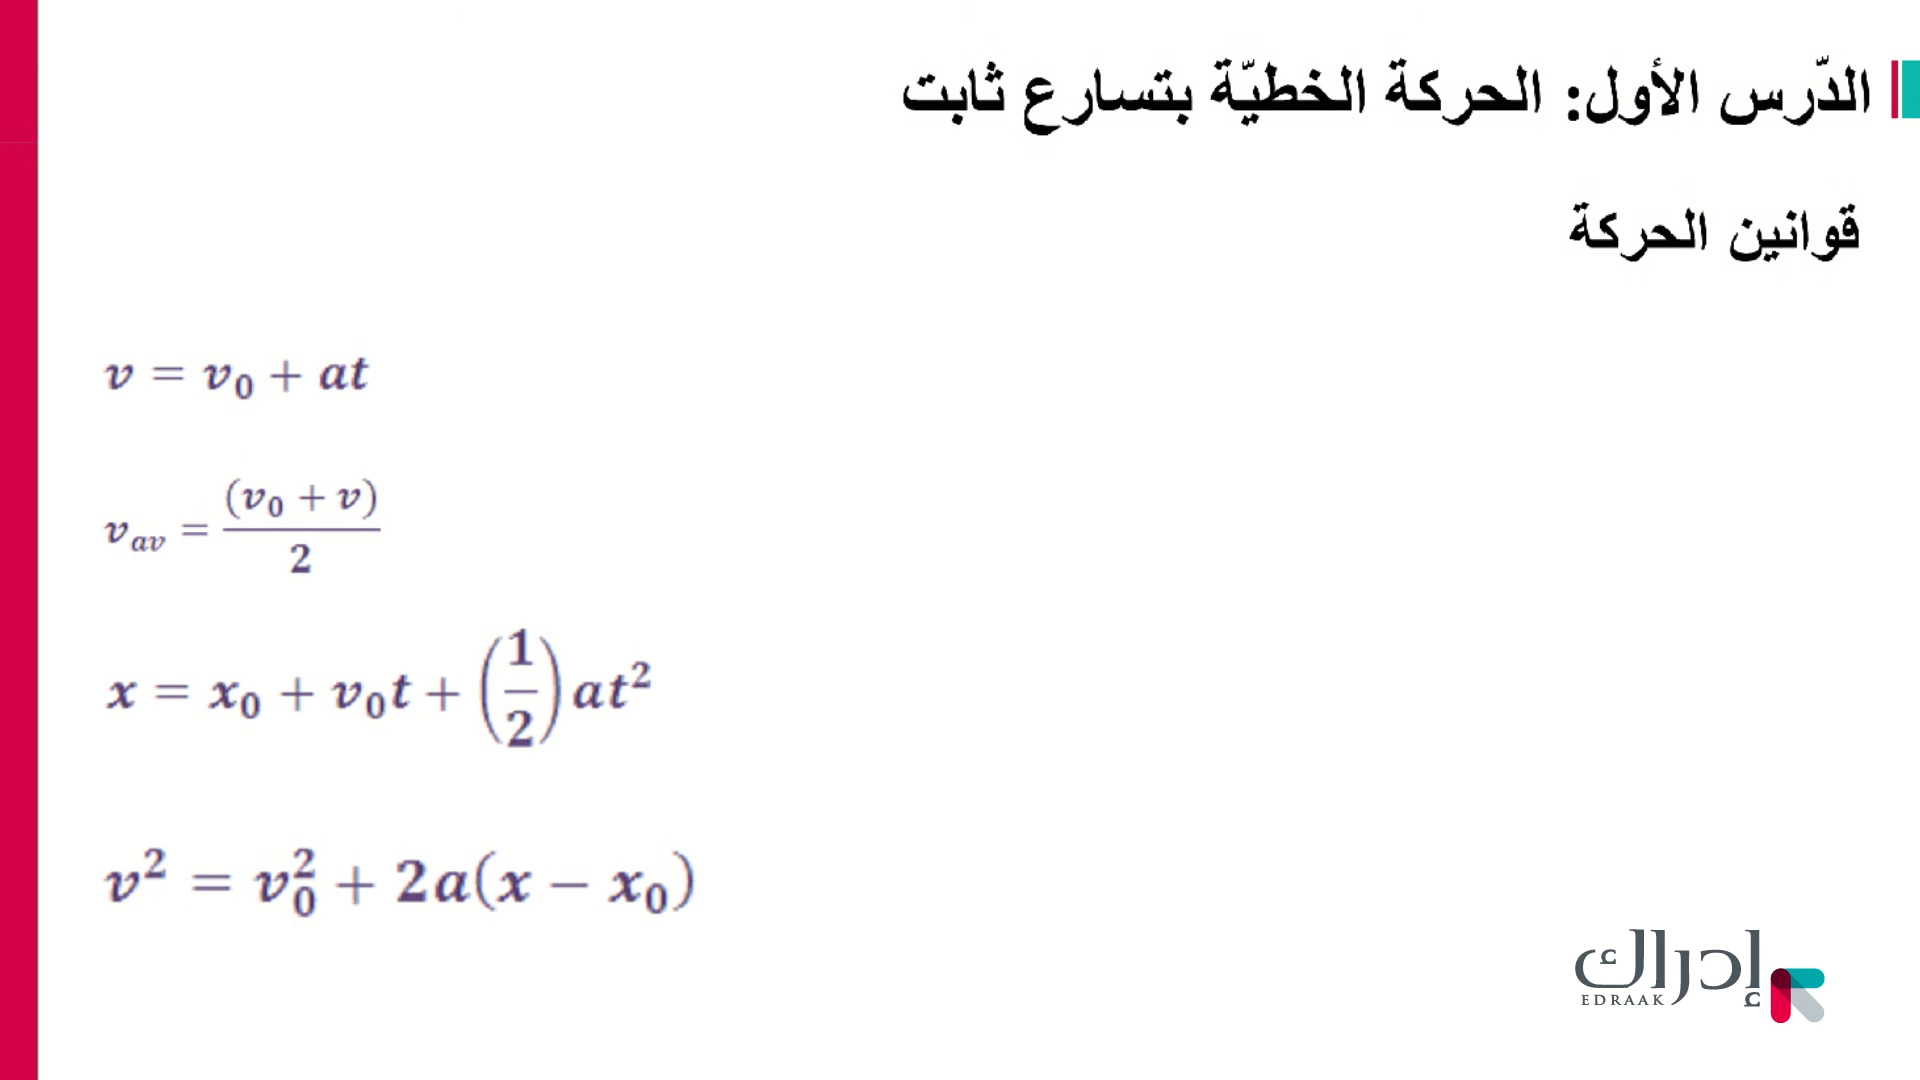 الدّرس الأول: الحركة الخطيّة بتسارع ثابت
قوانين الحركة
v = v₀ + at
v_av = (v₀ + v) / 2
x = x₀ + v₀t + (1/2) at²
v² = v₀² + 2a(x − x₀)
إدراك
EDRAAK